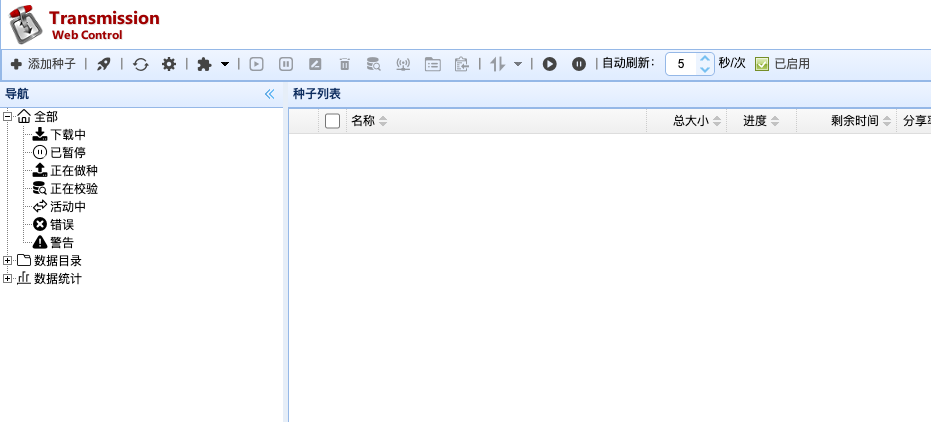 Transmission
Web Control
添加种子 自动刷新: 5 秒/次 已启用
导航
种子列表
名称 总大小 进度 剩余时间 分享率
全部
下载中
已暂停
正在做种
正在校验
活动中
错误
警告
数据目录
数据统计